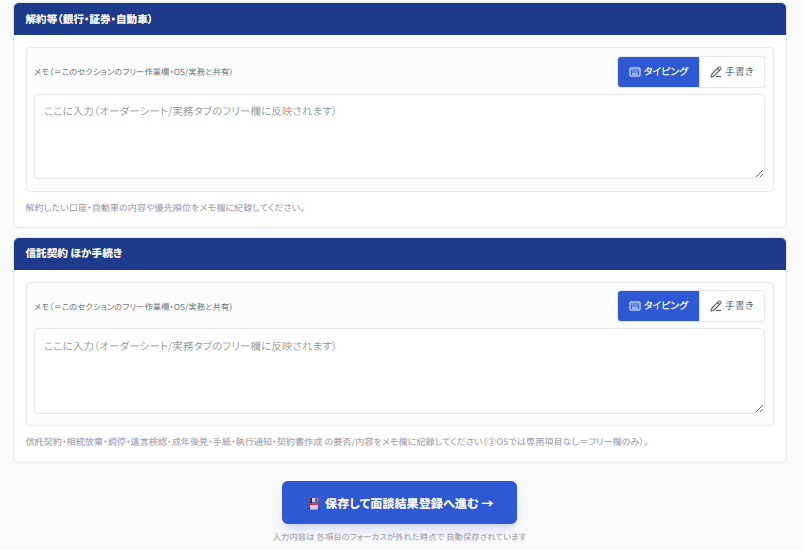 解約等（銀行・証券・自動車）
メモ（＝このセクションのフリー作業欄・OS/実務と共有）
タイピング
手書き
ここに入力（オーダーシート/実務タブのフリー欄に反映されます）
解約したい口座・自動車の内容や優先順位をメモ欄に記録してください。
信託契約 ほか手続き
メモ（＝このセクションのフリー作業欄・OS/実務と共有）
タイピング
手書き
ここに入力（オーダーシート/実務タブのフリー欄に反映されます）
信託契約・相続放棄・調停・遺言検認・成年後見・手紙・執行通知・契約書作成 の要否/内容をメモ欄に記録してください（③OSでは専用項目なし＝フリー欄のみ）。
保存して面談結果登録へ進む →
入力内容は 各項目のフォーカスが外れた時点で 自動保存されています